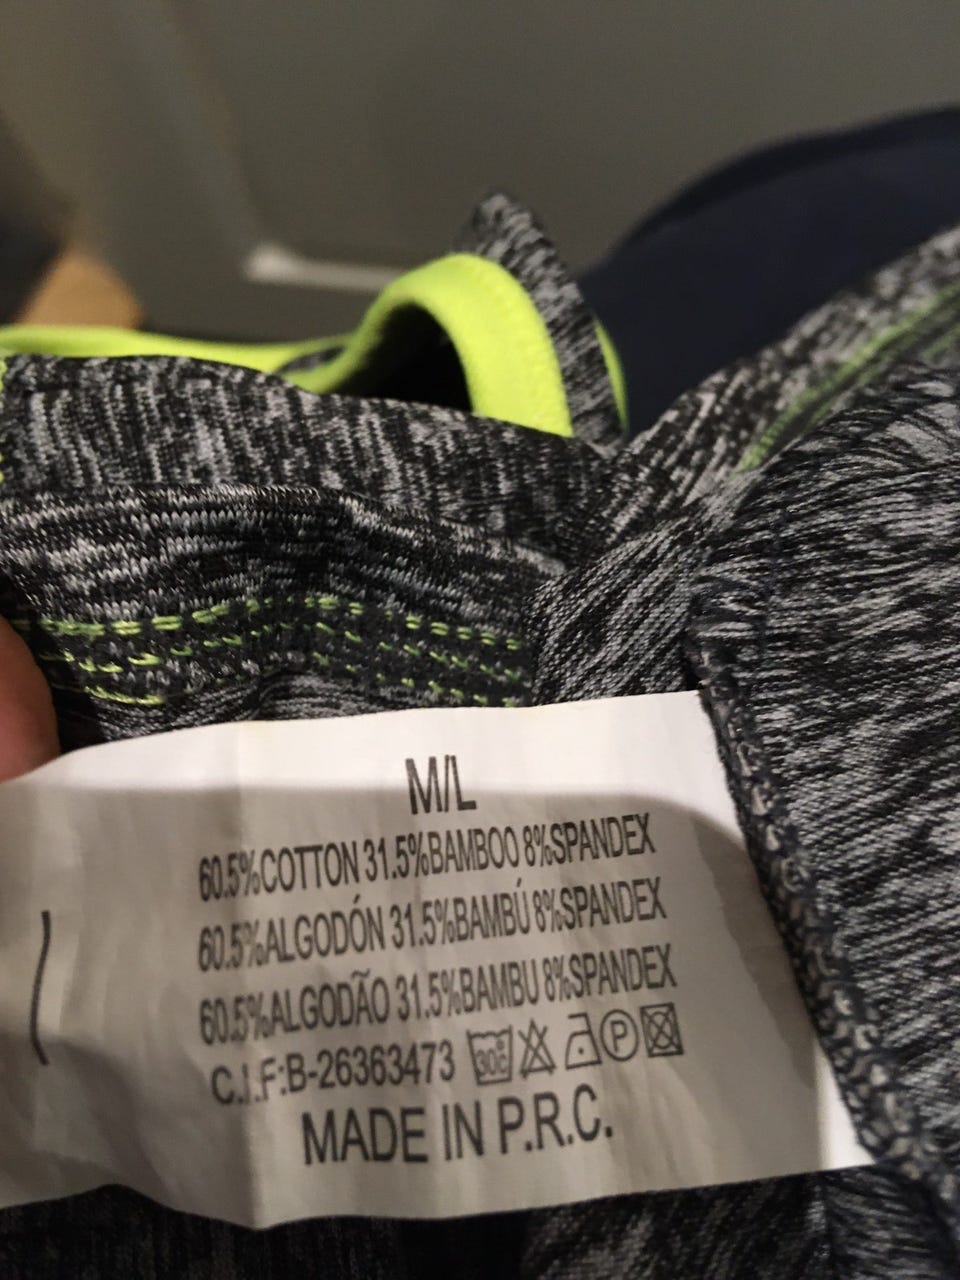 M/L
60.5%COTTON 31.5%BAMBOO 8%SPANDEX
60.5%ALGODÓN 31.5%BAMBÚ 8%SPANDEX
60.5%ALGODÃO 31.5%BAMBU 8%SPANDEX
C.I.F:B-26363473 30°C P
MADE IN P.R.C.